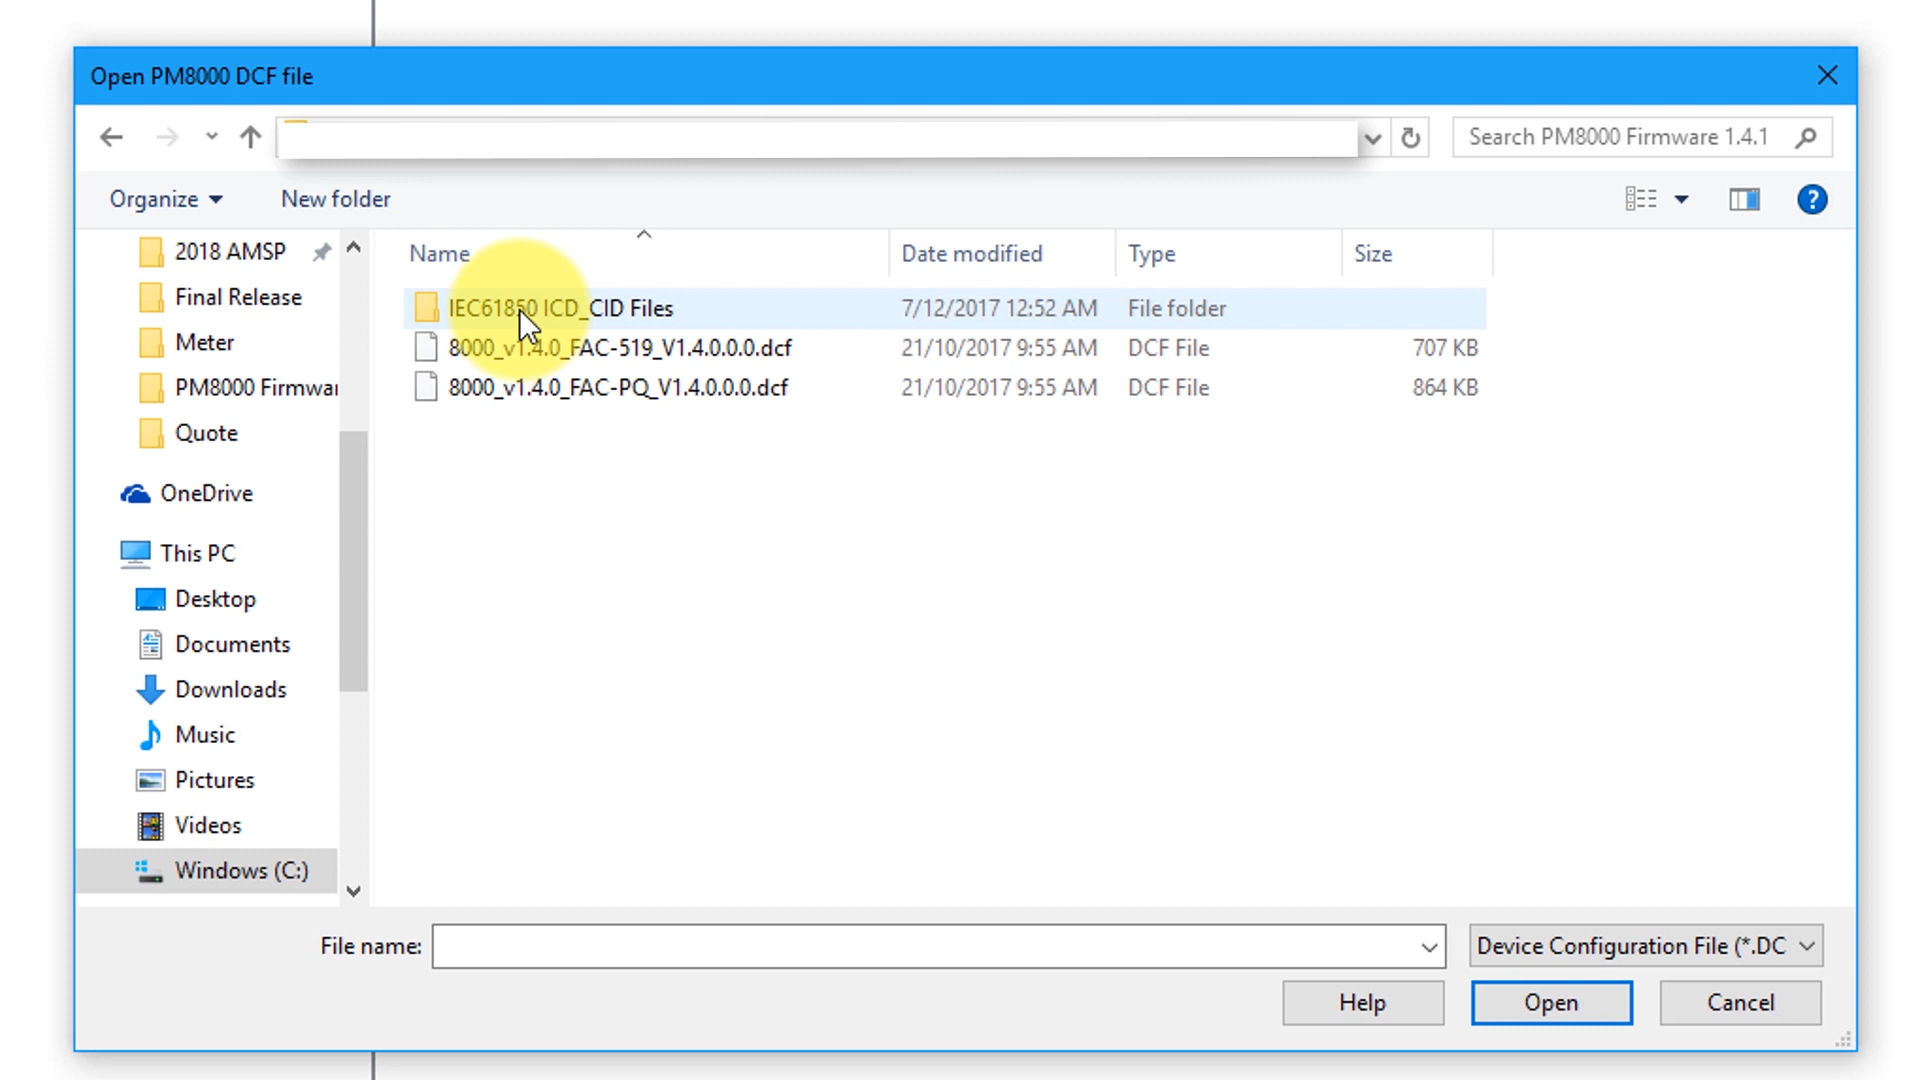 Open PM8000 DCF file
Search PM8000 Firmware 1.4.1
Organize New folder ?
2018 AMSP
Final Release
Meter
PM8000 Firmwar
Quote
OneDrive
This PC
Desktop
Documents
Downloads
Music
Pictures
Videos
Windows (C:)
Name Date modified Type Size
IEC61850 ICD_CID Files 7/12/2017 12:52 AM File folder
8000_v1.4.0_FAC-519_V1.4.0.0.0.dcf 21/10/2017 9:55 AM DCF File 707 KB
8000_v1.4.0_FAC-PQ_V1.4.0.0.0.dcf 21/10/2017 9:55 AM DCF File 864 KB
File name: Device Configuration File (*.DC
Help Open Cancel